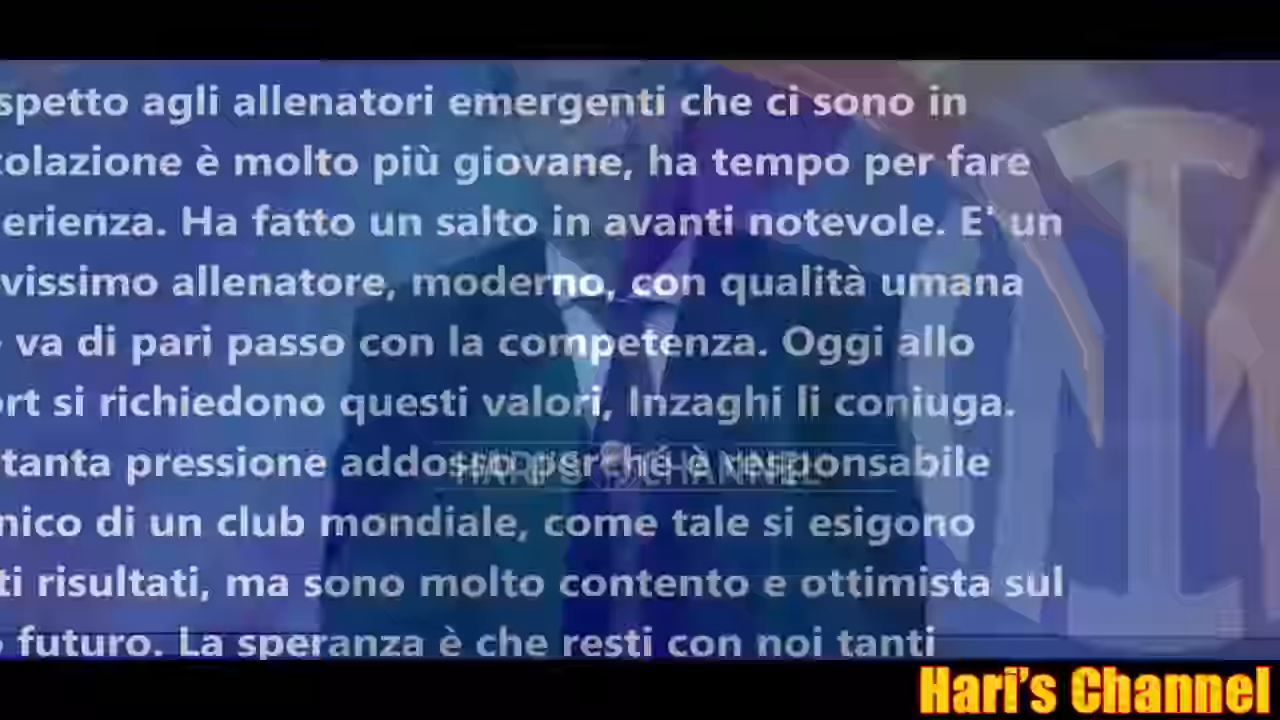 spetto agli allenatori emergenti che ci sono in
colazione è molto più giovane, ha tempo per fare
erienza. Ha fatto un salto in avanti notevole. E' un
vissimo allenatore, moderno, con qualità umana
va di pari passo con la competenza. Oggi allo
ort si richiedono questi valori, Inzaghi li coniuga.
tanta pressione addosso perché è responsabile
HARI'S CHANNEL
nico di un club mondiale, come tale si esigono
ti risultati, ma sono molto contento e ottimista sul
futuro. La speranza è che resti con noi tanti
Hari's Channel